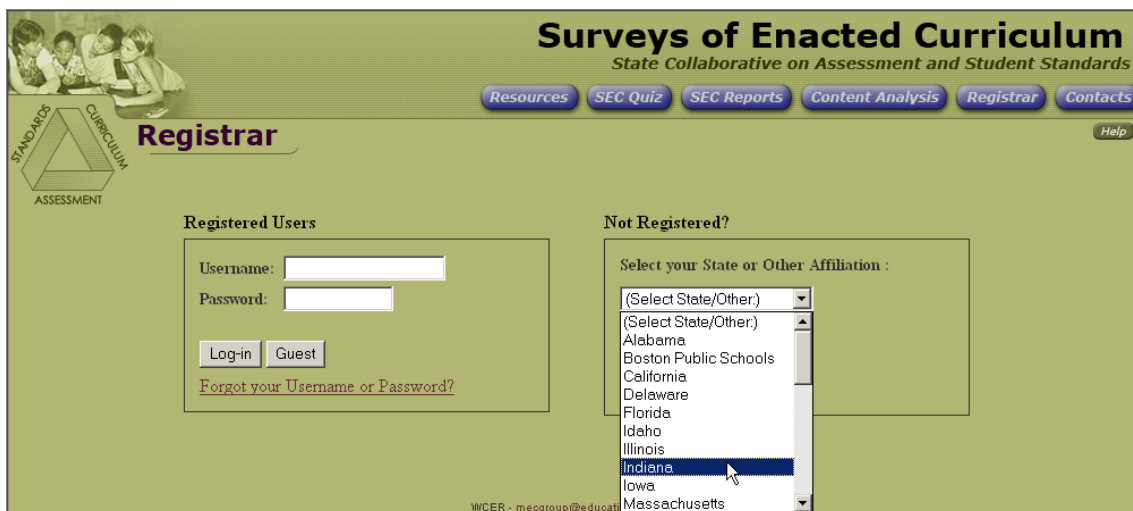 Surveys of Enacted Curriculum
State Collaborative on Assessment and Student Standards
Resources SEC Quiz SEC Reports Content Analysis Registrar Contacts
STANDARDS CURRICULUM
ASSESSMENT
Registrar
Help
Registered Users
Username:
Password:
Log-in Guest
Forgot your Username or Password?
Not Registered?
Select your State or Other Affiliation :
(Select State/Other:)
(Select State/Other:)
Alabama
Boston Public Schools
California
Delaware
Florida
Idaho
Illinois
Indiana
Iowa
Massachusetts
WCER - mecgroup@educati